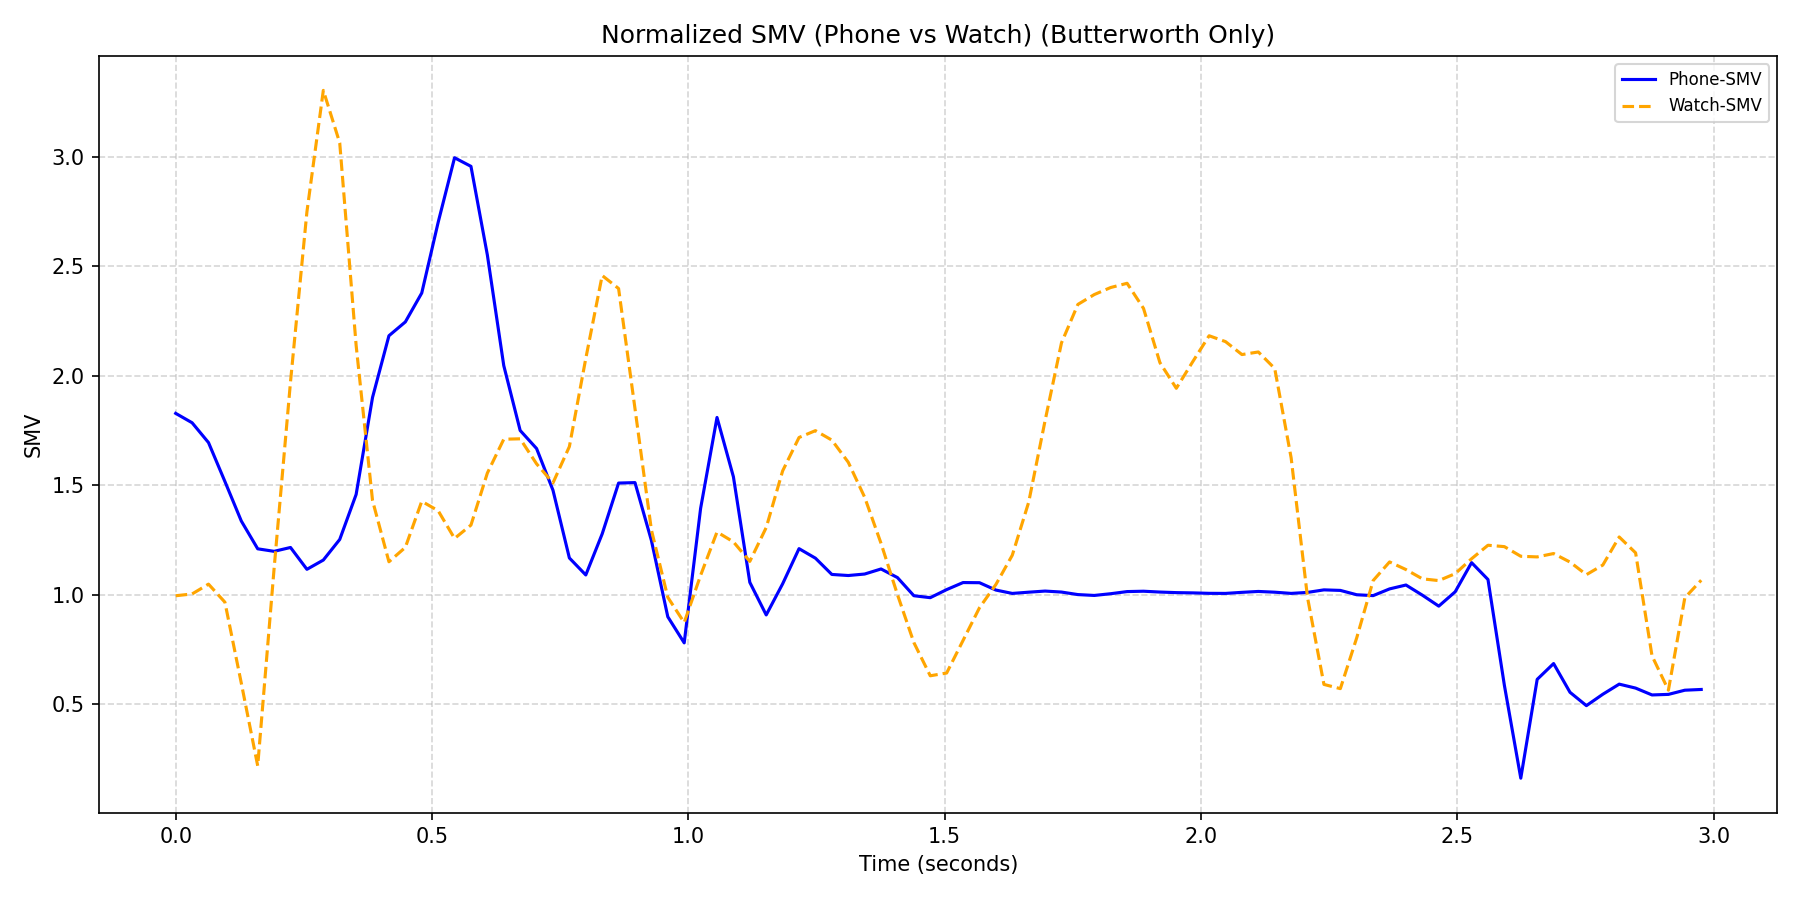 Normalized SMV (Phone vs Watch) (Butterworth Only)
Phone-SMV
Watch-SMV
SMV
3.0
2.5
2.0
1.5
1.0
0.5
0.0 0.5 1.0 1.5 2.0 2.5 3.0
Time (seconds)